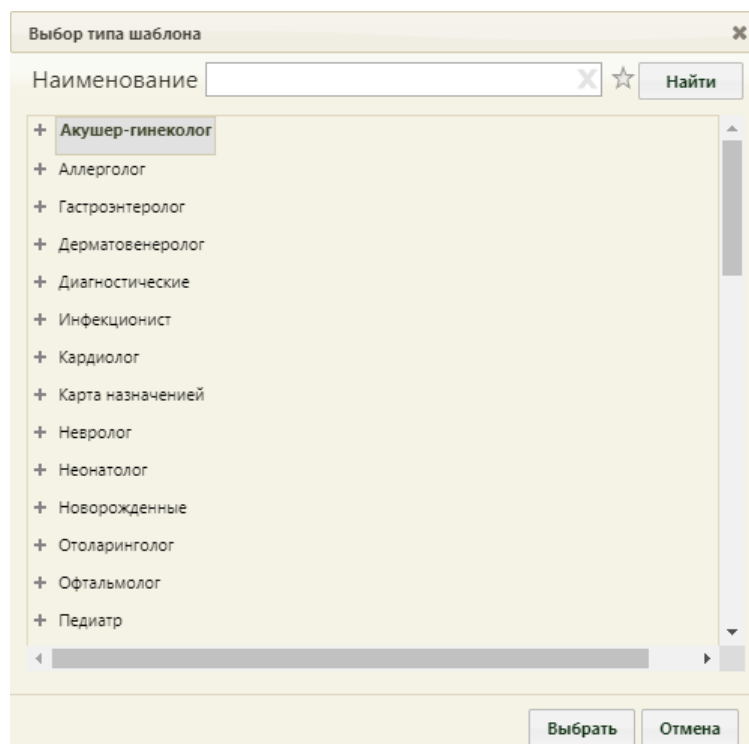 Выбор типа шаблона
Наименование
Найти
Акушер-гинеколог
Аллерголог
Гастроэнтеролог
Дерматовенеролог
Диагностические
Инфекционист
Кардиолог
Карта назначенией
Невролог
Неонатолог
Новорожденные
Отоларинголог
Офтальмолог
Педиатр
Выбрать Отмена